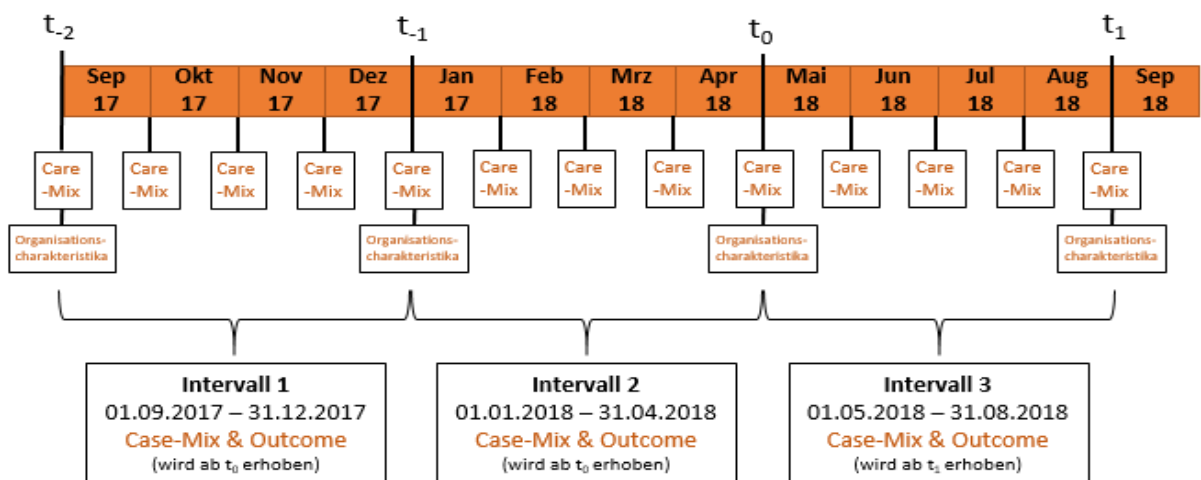 t-2 t-1 t0 t1
Sep Okt Nov Dez Jan Feb Mrz Apr Mai Jun Jul Aug Sep
17 17 17 17 17 18 18 18 18 18 18 18 18
Care Care Care Care Care Care Care Care Care Care Care Care Care
-Mix -Mix -Mix -Mix -Mix -Mix -Mix -Mix -Mix -Mix -Mix -Mix -Mix
Organisations- Organisations- Organisations- Organisations-
charakteristika charakteristika charakteristika charakteristika
Intervall 1
01.09.2017 – 31.12.2017
Case-Mix & Outcome
(wird ab t0 erhoben)
Intervall 2
01.01.2018 – 31.04.2018
Case-Mix & Outcome
(wird ab t0 erhoben)
Intervall 3
01.05.2018 – 31.08.2018
Case-Mix & Outcome
(wird ab t1 erhoben)